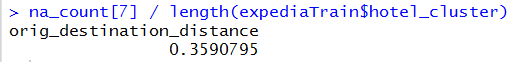 > na_count[7] / length(expediaTrain$hotel_cluster)
orig_destination_distance
0.3590795